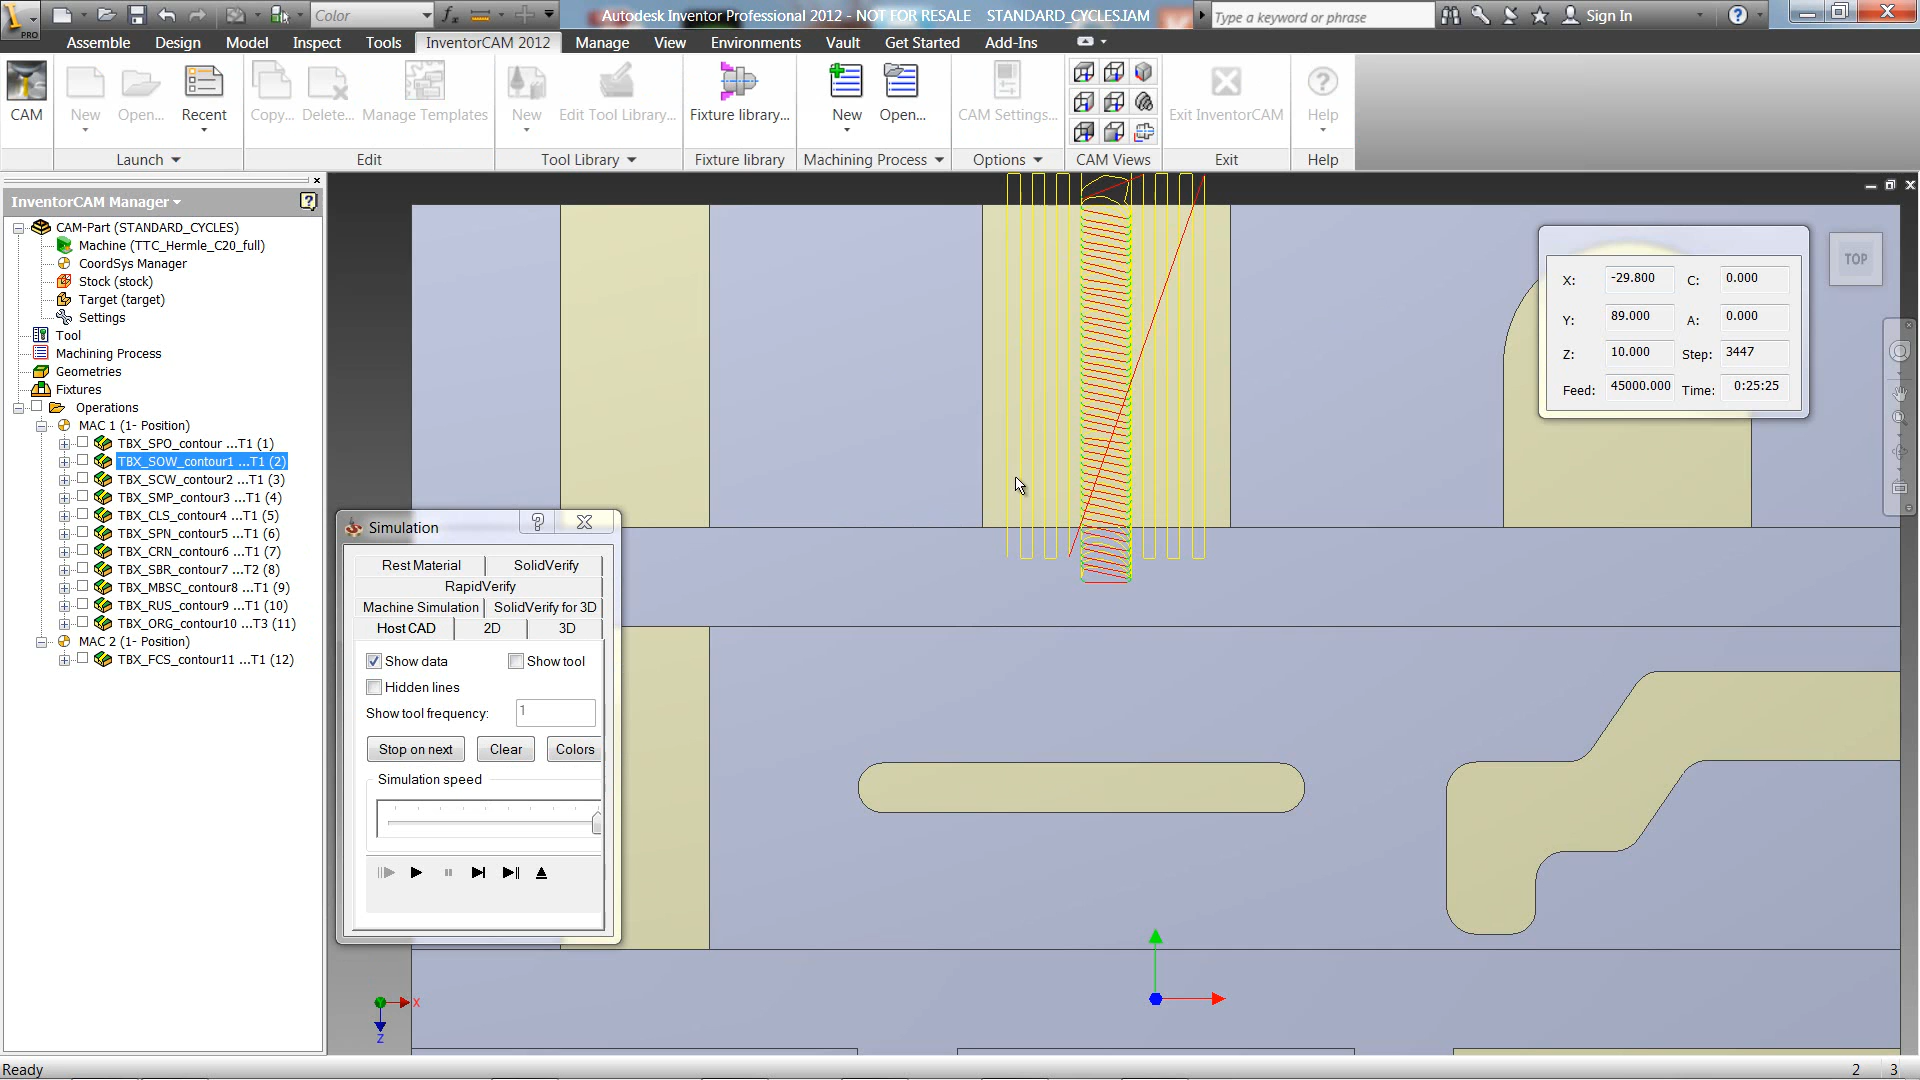 PRO
Color
Autodesk Inventor Professional 2012 - NOT FOR RESALE STANDARD_CYCLES.IAM
Type a keyword or phrase
Sign In
Assemble Design Model Inspect Tools InventorCAM 2012 Manage View Environments Vault Get Started Add-Ins
CAM New Open... Recent Copy... Delete... Manage Templates New Edit Tool Library... Fixture library... New Open... CAM Settings... Exit InventorCAM Help
Launch Edit Tool Library Fixture library Machining Process Options CAM Views Exit Help
InventorCAM Manager
CAM-Part (STANDARD_CYCLES)
Machine (TTC_Hermle_C20_full)
CoordSys Manager
Stock (stock)
Target (target)
Settings
Tool
Machining Process
Geometries
Fixtures
Operations
MAC 1 (1- Position)
TBX_SPO_contour ...T1 (1)
TBX_SOW_contour1 ...T1 (2)
TBX_SCW_contour2 ...T1 (3)
TBX_SMP_contour3 ...T1 (4)
TBX_CLS_contour4 ...T1 (5)
TBX_SPN_contour5 ...T1 (6)
TBX_CRN_contour6 ...T1 (7)
TBX_SBR_contour7 ...T2 (8)
TBX_MBSC_contour8 ...T1 (9)
TBX_RUS_contour9 ...T1 (10)
TBX_ORG_contour10 ...T3 (11)
MAC 2 (1- Position)
TBX_FCS_contour11 ...T1 (12)
X: -29.800 C: 0.000
Y: 89.000 A: 0.000
Z: 10.000 Step: 3447
Feed: 45000.000 Time: 0:25:25
TOP
Simulation
Rest Material SolidVerify
RapidVerify
Machine Simulation SolidVerify for 3D
Host CAD 2D 3D
Show data Show tool
Hidden lines
Show tool frequency: 1
Stop on next Clear Colors
Simulation speed
X
Z
Ready 2 3